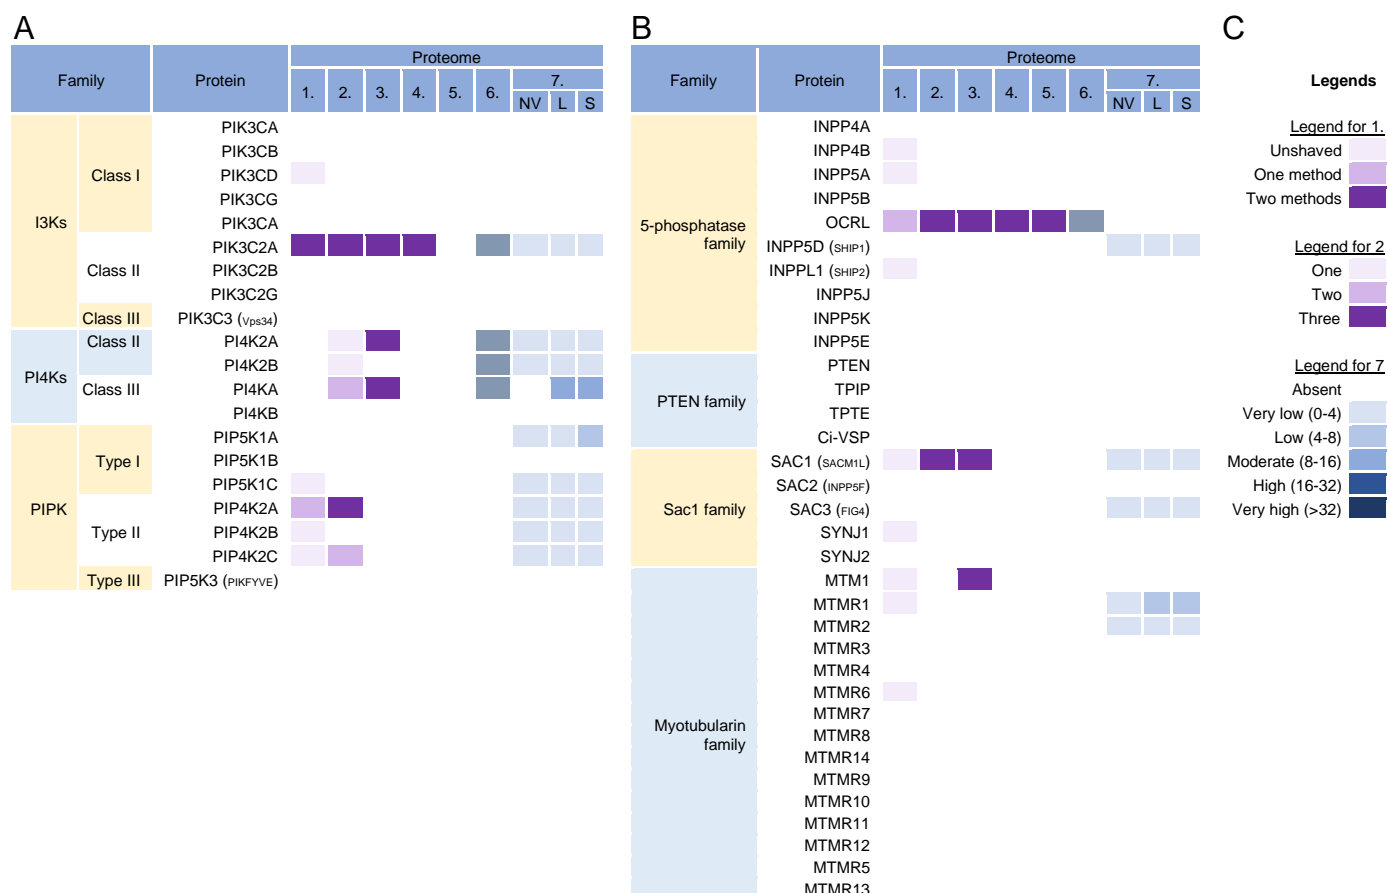 A
Proteome
Family
Protein
1.
2.
3.
4.
5.
6.
7.
NV
L
S
I3Ks
Class I
PIK3CA
PIK3CB
PIK3CD
PIK3CG
PIK3CA
Class II
PIK3C2A
PIK3C2B
PIK3C2G
Class III
PIK3C3 (Vps34)
PI4Ks
Class II
PI4K2A
PI4K2B
Class III
PI4KA
PI4KB
PIPK
Type I
PIP5K1A
PIP5K1B
PIP5K1C
Type II
PIP4K2A
PIP4K2B
PIP4K2C
Type III
PIP5K3 (PIKFYVE)
B
Proteome
Family
Protein
1.
2.
3.
4.
5.
6.
7.
NV
L
S
5-phosphatase
family
INPP4A
INPP4B
INPP5A
INPP5B
OCRL
INPP5D (SHIP1)
INPPL1 (SHIP2)
INPP5J
INPP5K
INPP5E
PTEN family
PTEN
TPIP
TPTE
Ci-VSP
Sac1 family
SAC1 (SACM1L)
SAC2 (INPP5F)
SAC3 (FIG4)
SYNJ1
SYNJ2
Myotubularin
family
MTM1
MTMR1
MTMR2
MTMR3
MTMR4
MTMR6
MTMR7
MTMR8
MTMR14
MTMR9
MTMR10
MTMR11
MTMR12
MTMR5
MTMR13
C
Legends
Legend for 1.
Unshaved
One method
Two methods
Legend for 2
One
Two
Three
Legend for 7
Absent
Very low (0-4)
Low (4-8)
Moderate (8-16)
High (16-32)
Very high (>32)